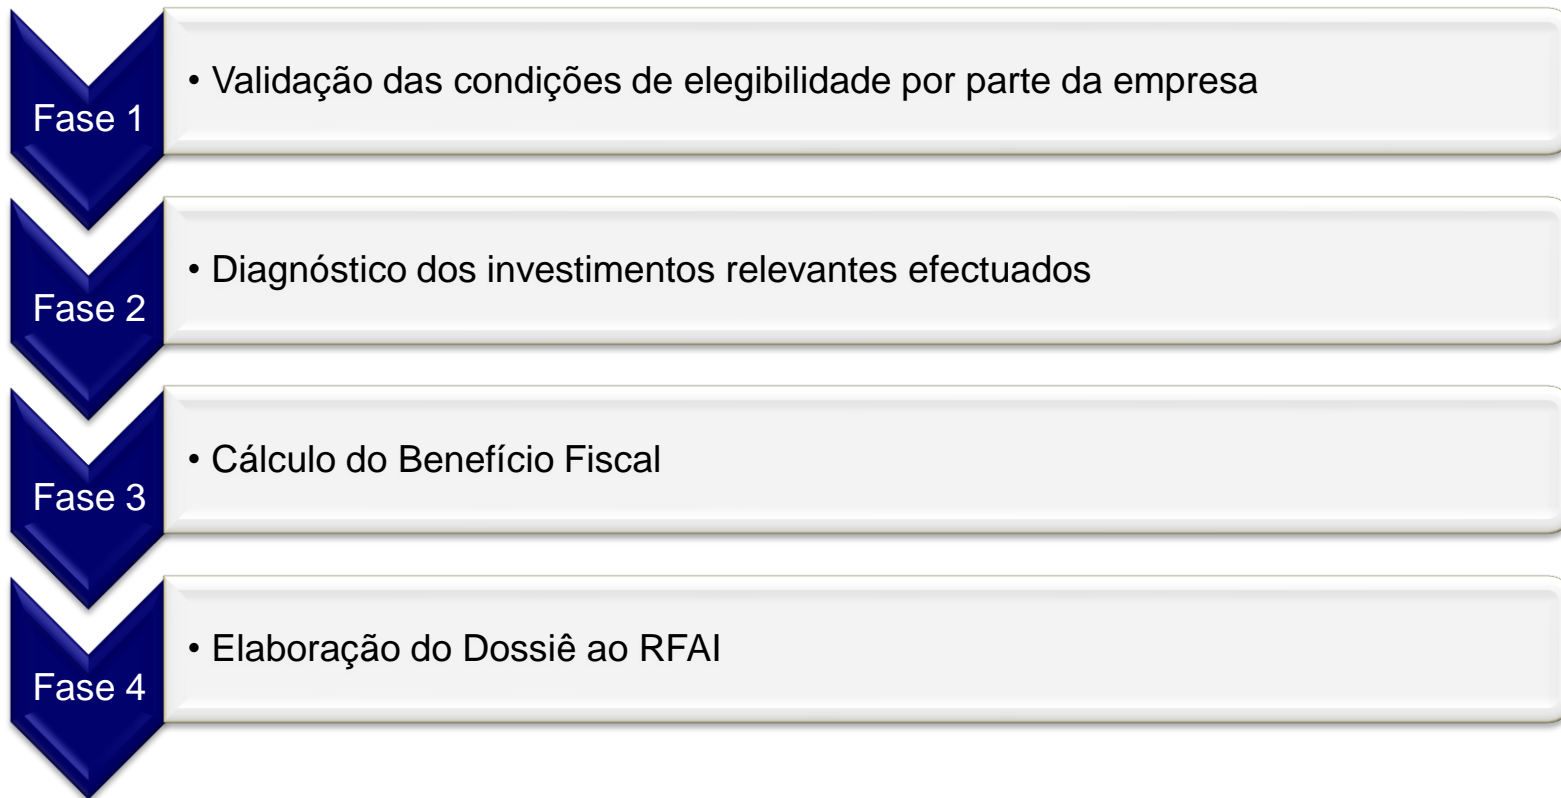 Fase 1
• Validação das condições de elegibilidade por parte da empresa
Fase 2
• Diagnóstico dos investimentos relevantes efectuados
Fase 3
• Cálculo do Benefício Fiscal
Fase 4
• Elaboração do Dossiê ao RFAI